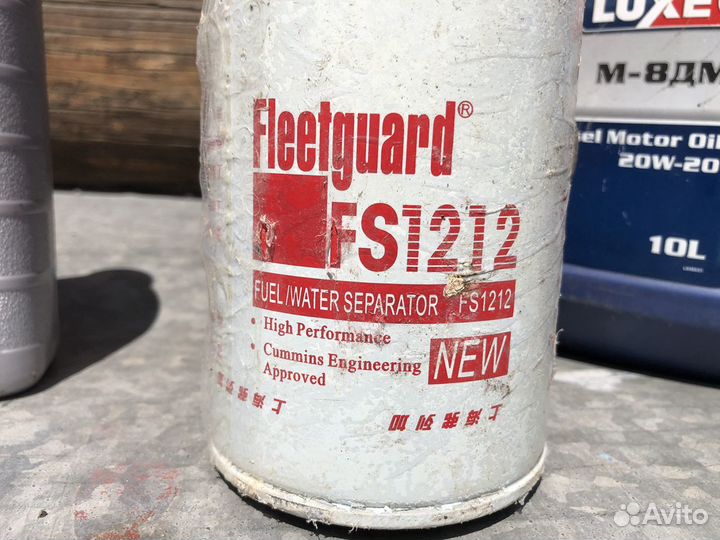 Fleetguard®
FS1212
FUEL/WATER SEPARATOR FS1212
• High Performance
• Cummins Engineering
Approved
NEW
LUXE
М-8ДМ
sel Motor Oil
20W-20
10L
Avito